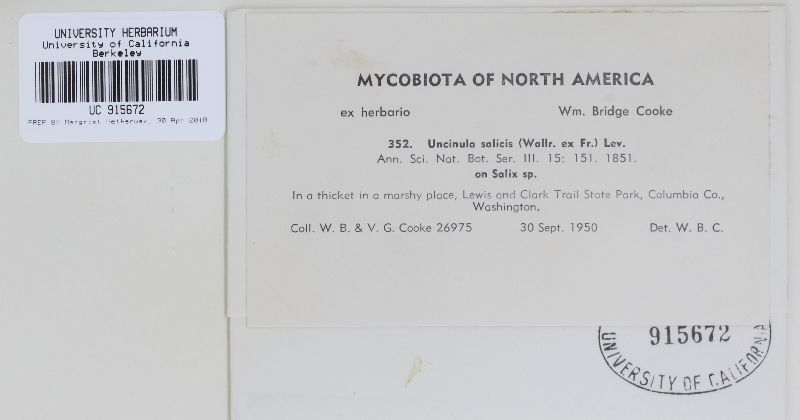 UNIVERSITY HERBARIUM
University of California
Berkeley
UC 915672
PREP BY Margriet Wetherwax, 30 Apr 2018
MYCOBIOTA OF NORTH AMERICA
ex herbario Wm. Bridge Cooke
352. Uncinula salicis (Wallr. ex Fr.) Lev.
Ann. Sci. Nat. Bot. Ser. III. 15: 151. 1851.
on Salix sp.
In a thicket in a marshy place, Lewis and Clark Trail State Park, Columbia Co.,
Washington.
Coll. W. B. & V. G. Cooke 26975 30 Sept. 1950 Det. W. B. C.
915672
UNIVERSITY OF CALIFORNIA